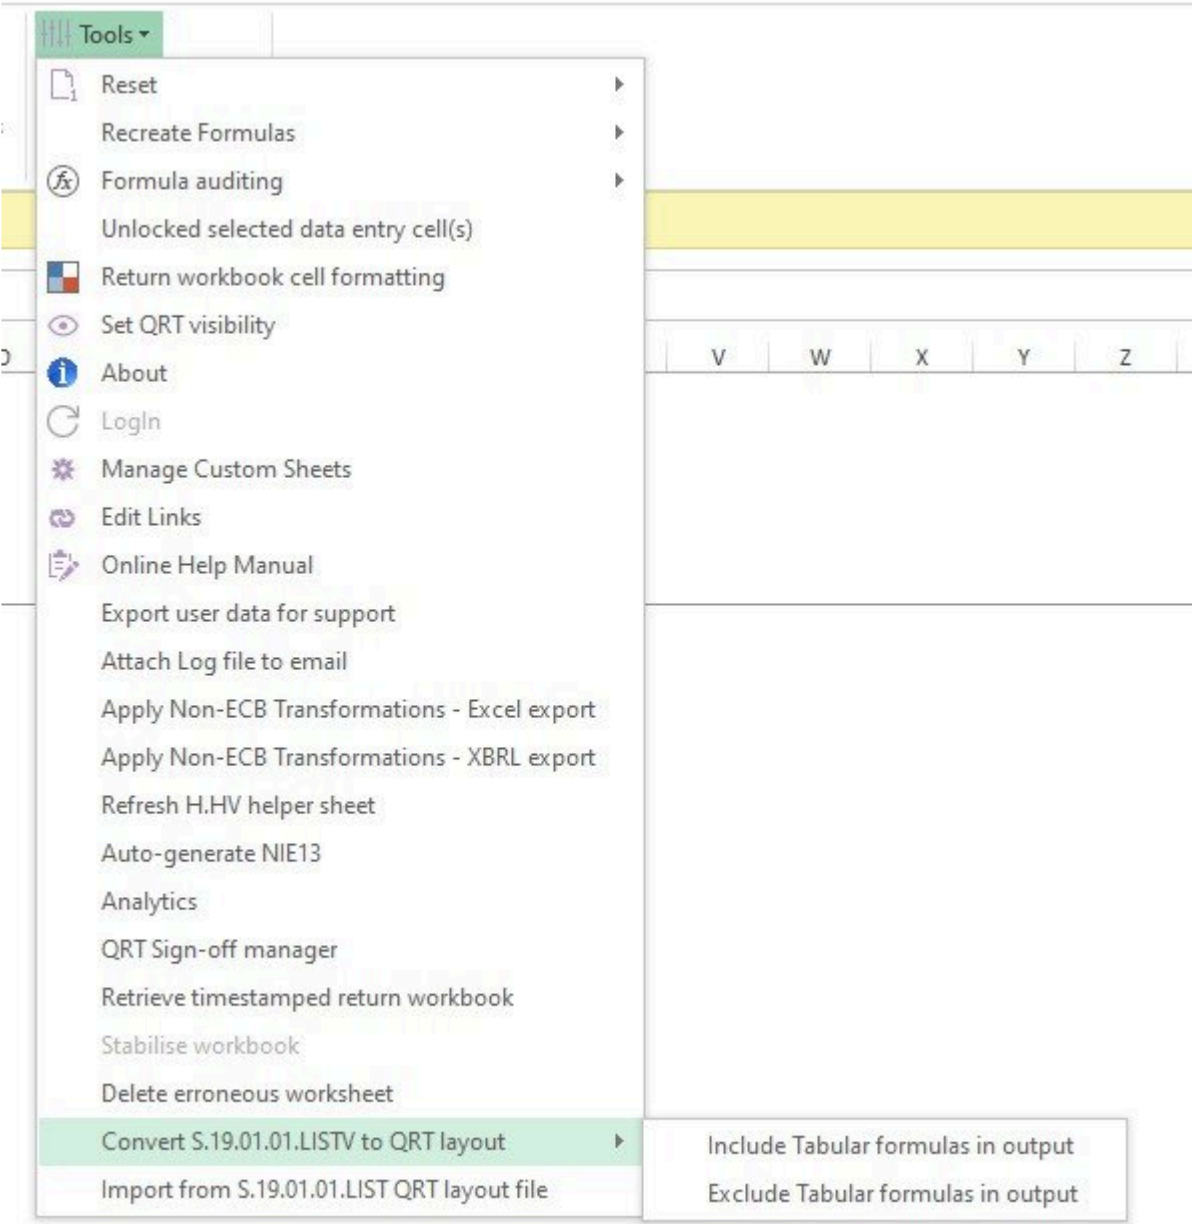 Tools
Reset
Recreate Formulas
Formula auditing
Unlocked selected data entry cell(s)
Return workbook cell formatting
Set QRT visibility
V W X Y Z
About
LogIn
Manage Custom Sheets
Edit Links
Online Help Manual
Export user data for support
Attach Log file to email
Apply Non-ECB Transformations - Excel export
Apply Non-ECB Transformations - XBRL export
Refresh H.HV helper sheet
Auto-generate NIE13
Analytics
QRT Sign-off manager
Retrieve timestamped return workbook
Stabilise workbook
Delete erroneous worksheet
Convert S.19.01.01.LISTV to QRT layout
Include Tabular formulas in output
Import from S.19.01.01.LIST QRT layout file
Exclude Tabular formulas in output